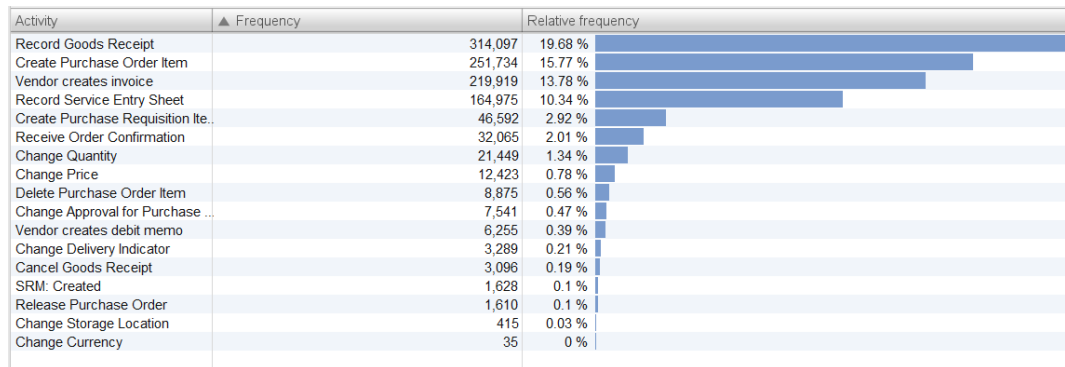 Activity ▲ Frequency Relative frequency
Record Goods Receipt 314,097 19.68 %
Create Purchase Order Item 251,734 15.77 %
Vendor creates invoice 219,919 13.78 %
Record Service Entry Sheet 164,975 10.34 %
Create Purchase Requisition Ite.. 46,592 2.92 %
Receive Order Confirmation 32,065 2.01 %
Change Quantity 21,449 1.34 %
Change Price 12,423 0.78 %
Delete Purchase Order Item 8,875 0.56 %
Change Approval for Purchase ... 7,541 0.47 %
Vendor creates debit memo 6,255 0.39 %
Change Delivery Indicator 3,289 0.21 %
Cancel Goods Receipt 3,096 0.19 %
SRM: Created 1,628 0.1 %
Release Purchase Order 1,610 0.1 %
Change Storage Location 415 0.03 %
Change Currency 35 0 %